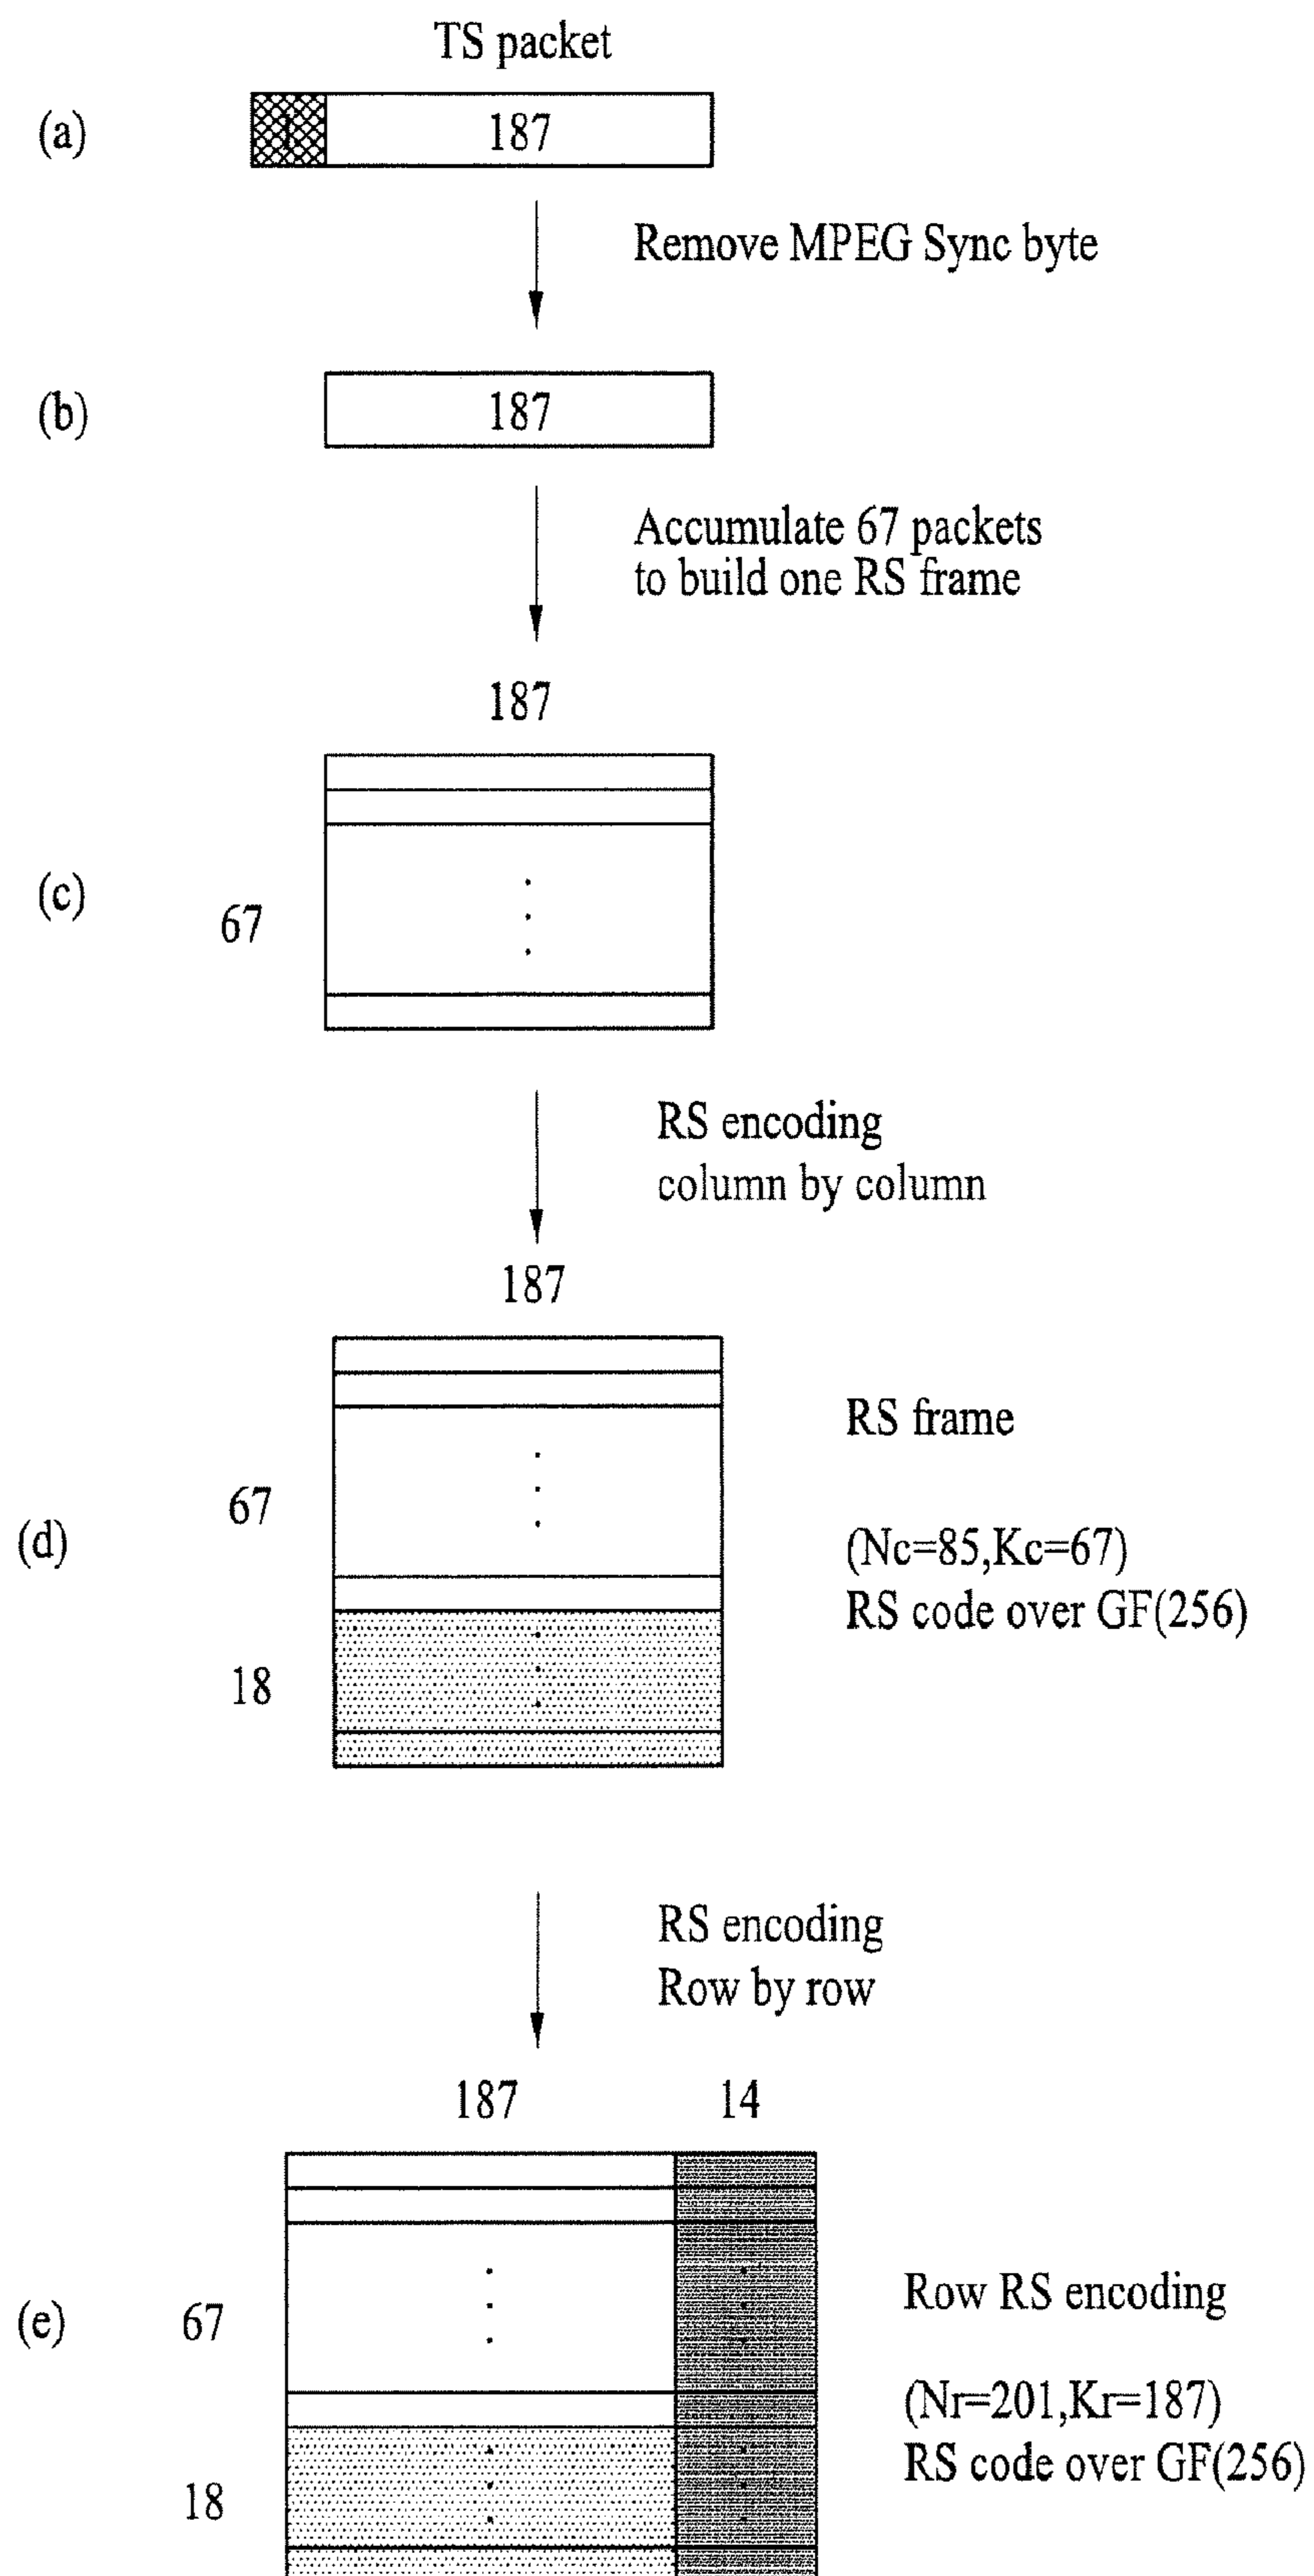 TS packet
(a)
1
187
Remove MPEG Sync byte
(b)
187
Accumulate 67 packets
to build one RS frame
187
(c)
67
RS encoding
column by column
187
RS frame
67
(d)
(Nc=85,Kc=67)
RS code over GF(256)
18
RS encoding
Row by row
187
14
(e)
67
Row RS encoding
(Nr=201,Kr=187)
RS code over GF(256)
18